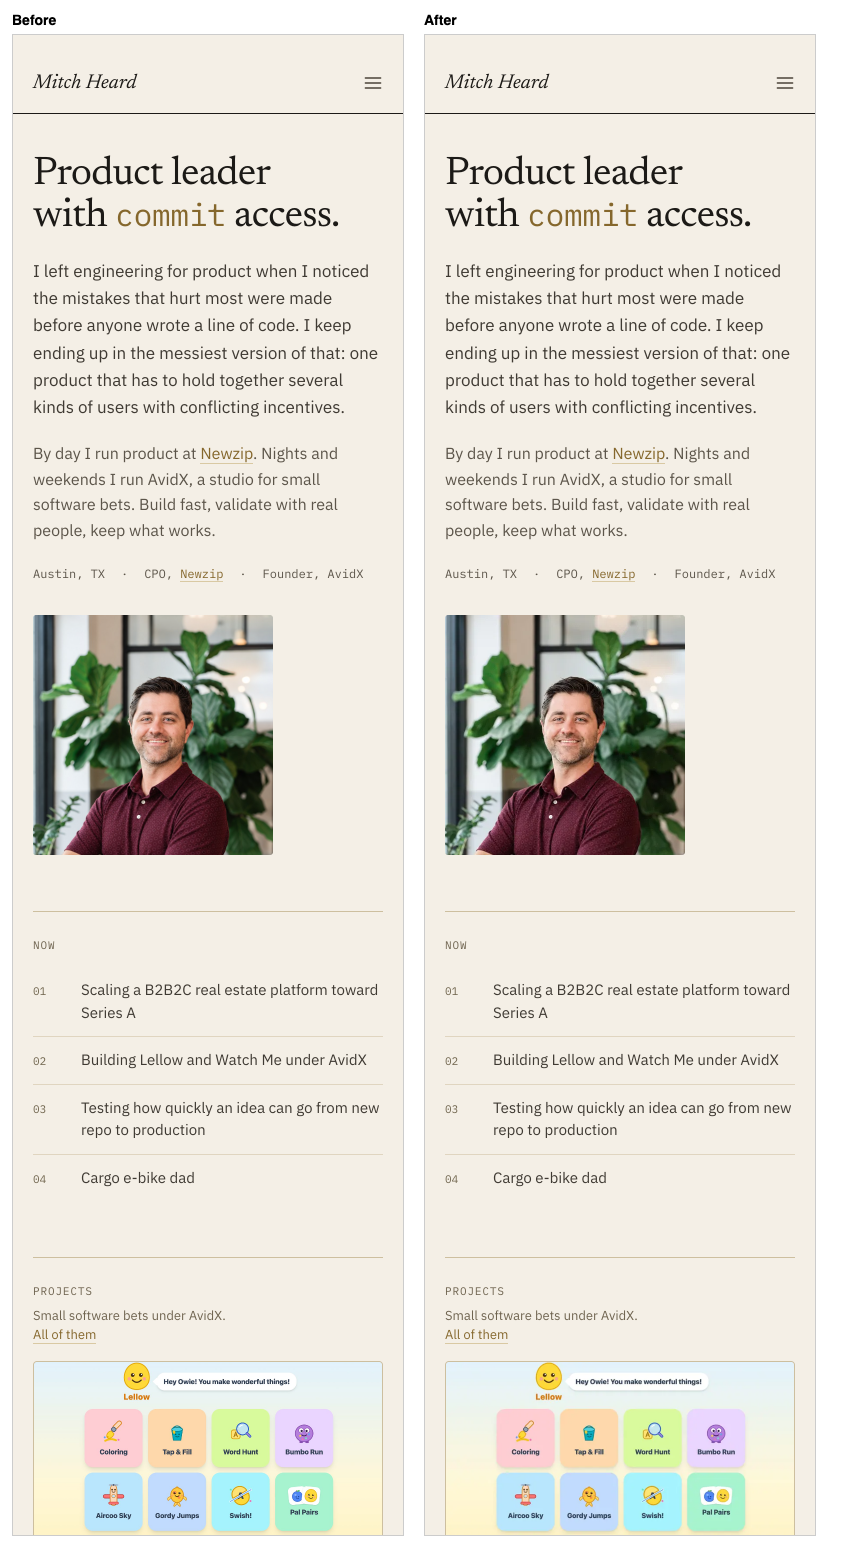 Before
Mitch Heard
Product leader
with commit access.
I left engineering for product when I noticed
the mistakes that hurt most were made
before anyone wrote a line of code. I keep
ending up in the messiest version of that: one
product that has to hold together several
kinds of users with conflicting incentives.
By day I run product at Newzip. Nights and
weekends I run AvidX, a studio for small
software bets. Build fast, validate with real
people, keep what works.
Austin, TX · CPO, Newzip · Founder, AvidX
NOW
01 Scaling a B2B2C real estate platform toward
Series A
02 Building Lellow and Watch Me under AvidX
03 Testing how quickly an idea can go from new
repo to production
04 Cargo e-bike dad
PROJECTS
Small software bets under AvidX.
All of them
Hey Owie! You make wonderful things!
Lellow
Coloring Tap & Fill Word Hunt Bumbo Run
Aircoo Sky Gordy Jumps Swish! Pal Pairs
After
Mitch Heard
Product leader
with commit access.
I left engineering for product when I noticed
the mistakes that hurt most were made
before anyone wrote a line of code. I keep
ending up in the messiest version of that: one
product that has to hold together several
kinds of users with conflicting incentives.
By day I run product at Newzip. Nights and
weekends I run AvidX, a studio for small
software bets. Build fast, validate with real
people, keep what works.
Austin, TX · CPO, Newzip · Founder, AvidX
NOW
01 Scaling a B2B2C real estate platform toward
Series A
02 Building Lellow and Watch Me under AvidX
03 Testing how quickly an idea can go from new
repo to production
04 Cargo e-bike dad
PROJECTS
Small software bets under AvidX.
All of them
Hey Owie! You make wonderful things!
Lellow
Coloring Tap & Fill Word Hunt Bumbo Run
Aircoo Sky Gordy Jumps Swish! Pal Pairs